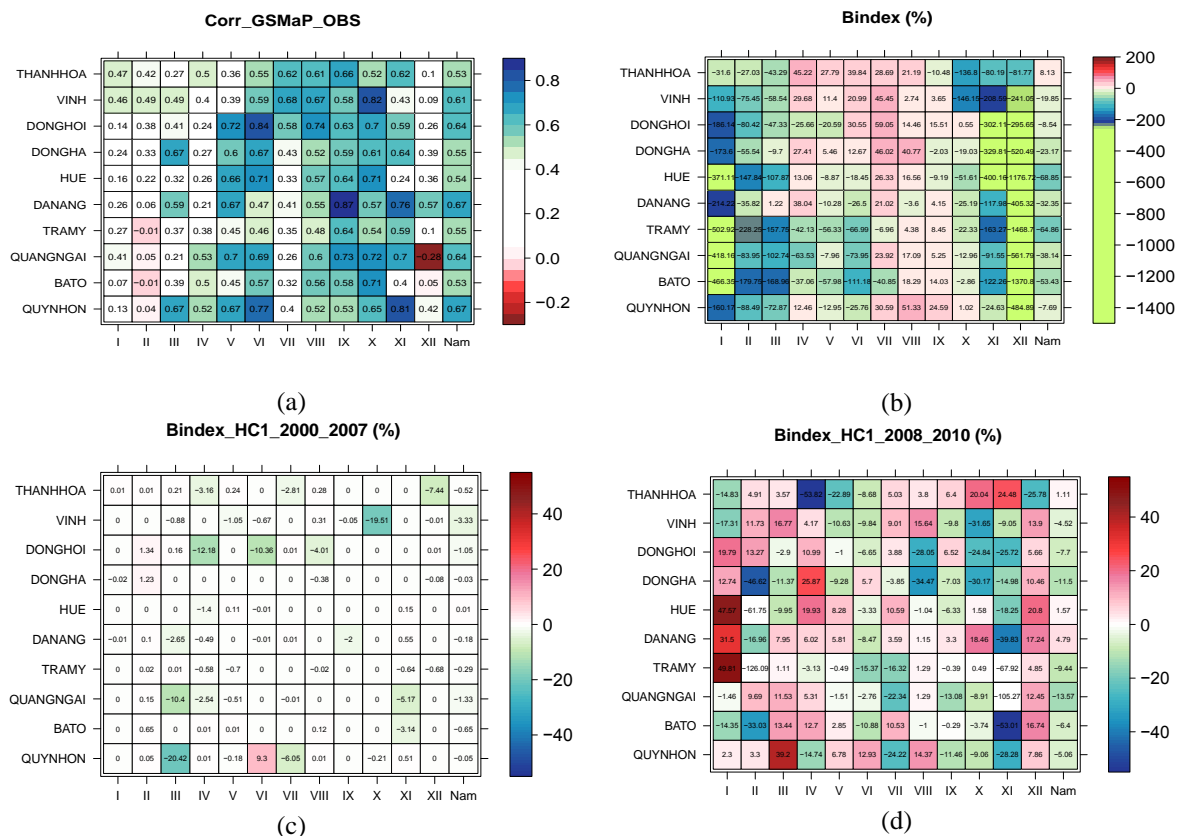 Corr_GSMaP_OBS
THANHHOA 0.47 0.42 0.27 0.5 0.36 0.55 0.62 0.61 0.66 0.52 0.62 0.1 0.53
VINH 0.46 0.49 0.49 0.4 0.39 0.59 0.68 0.67 0.58 0.82 0.43 0.09 0.61
DONGHOI 0.14 0.38 0.41 0.24 0.72 0.84 0.58 0.74 0.63 0.7 0.59 0.26 0.64
DONGHA 0.24 0.33 0.67 0.27 0.6 0.67 0.43 0.52 0.59 0.61 0.64 0.39 0.55
HUE 0.16 0.22 0.32 0.26 0.66 0.71 0.33 0.57 0.64 0.71 0.24 0.36 0.54
DANANG 0.26 0.06 0.59 0.21 0.67 0.47 0.41 0.55 0.87 0.57 0.76 0.57 0.67
TRAMY 0.27 −0.01 0.37 0.38 0.45 0.46 0.35 0.48 0.64 0.54 0.59 0.1 0.55
QUANGNGAI 0.41 0.05 0.21 0.53 0.7 0.69 0.28 0.6 0.73 0.72 0.7 −0.28 0.64
BATO 0.07 −0.01 0.39 0.5 0.45 0.57 0.32 0.56 0.58 0.71 0.4 0.05 0.53
QUYNHON 0.13 0.04 0.67 0.52 0.67 0.77 0.4 0.52 0.53 0.65 0.81 0.42 0.67
I II III IV V VI VII VIII IX X XI XII Nam
0.8
0.6
0.4
0.2
0.0
−0.2
(a)
Bindex (%)
THANHHOA −31.6 −27.03 −43.29 45.22 27.79 39.84 28.69 21.19 −10.48 −136.8 −80.19 −81.77 8.13
VINH −110.93 −75.45 −58.54 29.68 11.4 20.99 45.45 2.74 3.65 −146.15 −208.59 −241.05 −19.85
DONGHOI −186.14 −80.42 −47.33 −25.66 −20.59 30.55 59.05 14.46 15.51 0.55 −302.11 −295.65 −8.54
DONGHA −173.6 −55.54 −9.7 27.41 5.46 12.67 46.02 40.77 −2.03 −19.03 −329.81 −520.49 −23.17
HUE −371.11 −147.84 −107.87 13.06 −8.87 −18.45 26.33 16.56 −9.19 −51.61 −400.16 −1176.72 −68.85
DANANG −214.22 −35.82 1.22 38.04 −10.28 −26.5 21.02 −3.6 4.15 −25.19 −117.98 −405.32 −32.35
TRAMY −502.92 −228.25 −157.75 −42.13 −56.33 −66.99 −6.96 4.38 8.45 −22.33 −163.27 −1468.7 −64.86
QUANGNGAI −418.16 −83.95 −102.74 −63.53 −7.96 −73.95 23.92 17.09 5.25 −12.96 −91.55 −561.79 −38.14
BATO −466.35 −179.75 −168.96 −37.06 −57.98 −111.18 −40.85 18.29 14.03 −2.86 −122.26 −1370.8 −53.43
QUYNHON −160.17 −88.49 −72.87 12.46 −12.95 −25.76 30.59 51.33 24.59 1.02 −24.63 −484.89 −7.69
I II III IV V VI VII VIII IX X XI XII Nam
200
0
−200
−400
−600
−800
−1000
−1200
−1400
(b)
Bindex_HC1_2000_2007 (%)
THANHHOA 0.01 0.01 0.21 −3.16 0.24 0 −2.81 0.28 0 0 0 −7.44 −0.52
VINH 0 0 −0.88 0 −1.05 −0.67 0 0.31 −0.05 −19.51 0 −0.01 −3.33
DONGHOI 0 1.34 0.16 −12.18 0 −10.36 0.01 −4.01 0 0 0 0.01 −1.05
DONGHA −0.02 1.23 0 0 0 0 0 −0.38 0 0 0 −0.08 −0.03
HUE 0 0 0 −1.4 0.11 −0.01 0 0 0 0 0.15 0 0.01
DANANG −0.01 0.1 −2.65 −0.49 0 −0.01 0.01 0 −2 0 0.55 0 −0.18
TRAMY 0 0.02 0.01 −0.58 −0.7 0 0 −0.02 0 0 −0.64 −0.68 −0.29
QUANGNGAI 0 0.15 −10.4 −2.54 −0.51 0 −0.01 0 0 0 −5.17 0 −1.33
BATO 0 0.65 0 0.01 0.01 0 0 0.12 0 0 −3.14 0 −0.65
QUYNHON 0 0.05 −20.42 0.01 −0.18 9.3 −6.05 0.01 0 −0.21 0.51 0 −0.05
I II III IV V VI VII VIII IX X XI XII Nam
40
20
0
−20
−40
(c)
Bindex_HC1_2008_2010 (%)
THANHHOA −14.83 4.91 3.57 −53.82 −22.89 −8.68 5.03 3.8 6.4 20.04 24.48 −25.78 1.11
VINH −17.31 11.73 16.77 4.17 −10.63 −9.84 9.01 15.64 −9.8 −31.65 −9.05 13.9 −4.52
DONGHOI 19.79 13.27 −2.9 10.99 −1 −6.65 3.88 −28.05 6.52 −24.84 −25.72 5.66 −7.7
DONGHA 12.74 −46.62 −11.37 25.87 −9.28 5.7 −3.85 −34.47 −7.03 −30.17 −14.98 10.46 −11.5
HUE 47.57 −61.75 −9.95 19.93 8.28 −3.33 10.59 −1.04 −6.33 1.58 −18.25 20.8 1.57
DANANG 31.5 −16.96 7.95 6.02 5.81 −8.47 3.59 1.15 3.3 18.46 −39.83 17.24 4.79
TRAMY 49.81 −126.09 1.11 −3.13 −0.49 −15.37 −16.32 1.29 −0.39 0.49 −67.92 4.85 −9.44
QUANGNGAI −1.46 9.69 11.53 5.31 −1.51 −2.76 −22.34 1.29 −13.08 −8.91 −105.27 12.45 −13.57
BATO −14.35 −33.03 13.44 12.7 2.85 −10.88 10.53 −1 −0.29 −3.74 −53.01 16.74 −6.4
QUYNHON 2.3 3.3 39.2 −14.74 6.78 12.93 −24.22 14.37 −11.46 −9.06 −28.28 7.86 −5.06
I II III IV V VI VII VIII IX X XI XII Nam
40
20
0
−20
−40
(d)